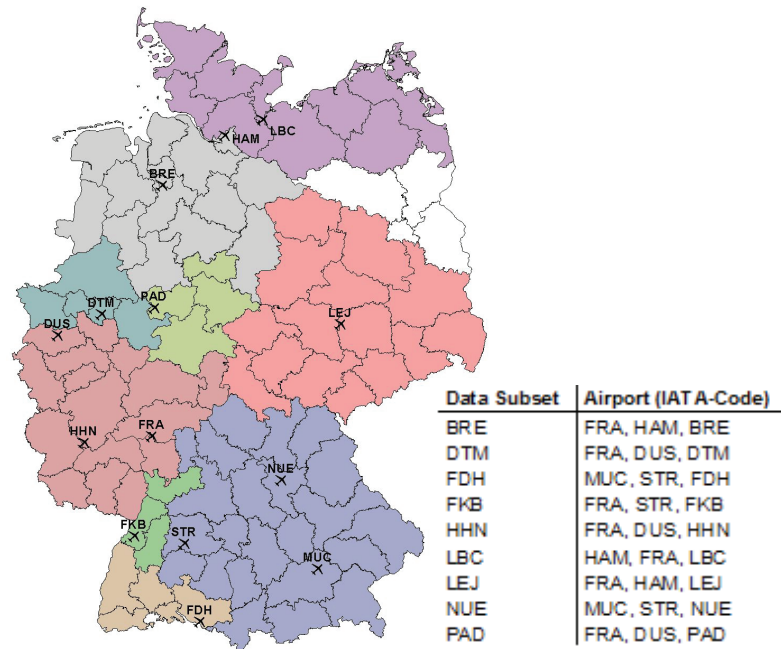 LBC
HAM
BRE
PAD
DTM
DUS
LEJ
FRA
HHN
NUE
FKB
STR
MUC
FDH
Data Subset Airport (IATA-Code)
BRE FRA, HAM, BRE
DTM FRA, DUS, DTM
FDH MUC, STR, FDH
FKB FRA, STR, FKB
HHN FRA, DUS, HHN
LBC HAM, FRA, LBC
LEJ FRA, HAM, LEJ
NUE MUC, STR, NUE
PAD FRA, DUS, PAD